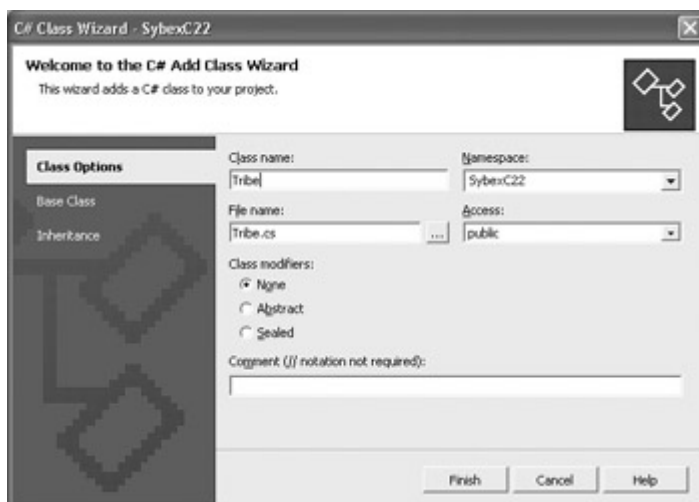 C# Class Wizard - SybexC22
Welcome to the C# Add Class Wizard
This wizard adds a C# class to your project.
Class Options
Base Class
Inheritance
Class name:
Tribe
Namespace:
SybexC22
File name:
Tribe.cs
...
Access:
public
Class modifiers:
None
Abstract
Sealed
Comment (// notation not required):
Finish
Cancel
Help